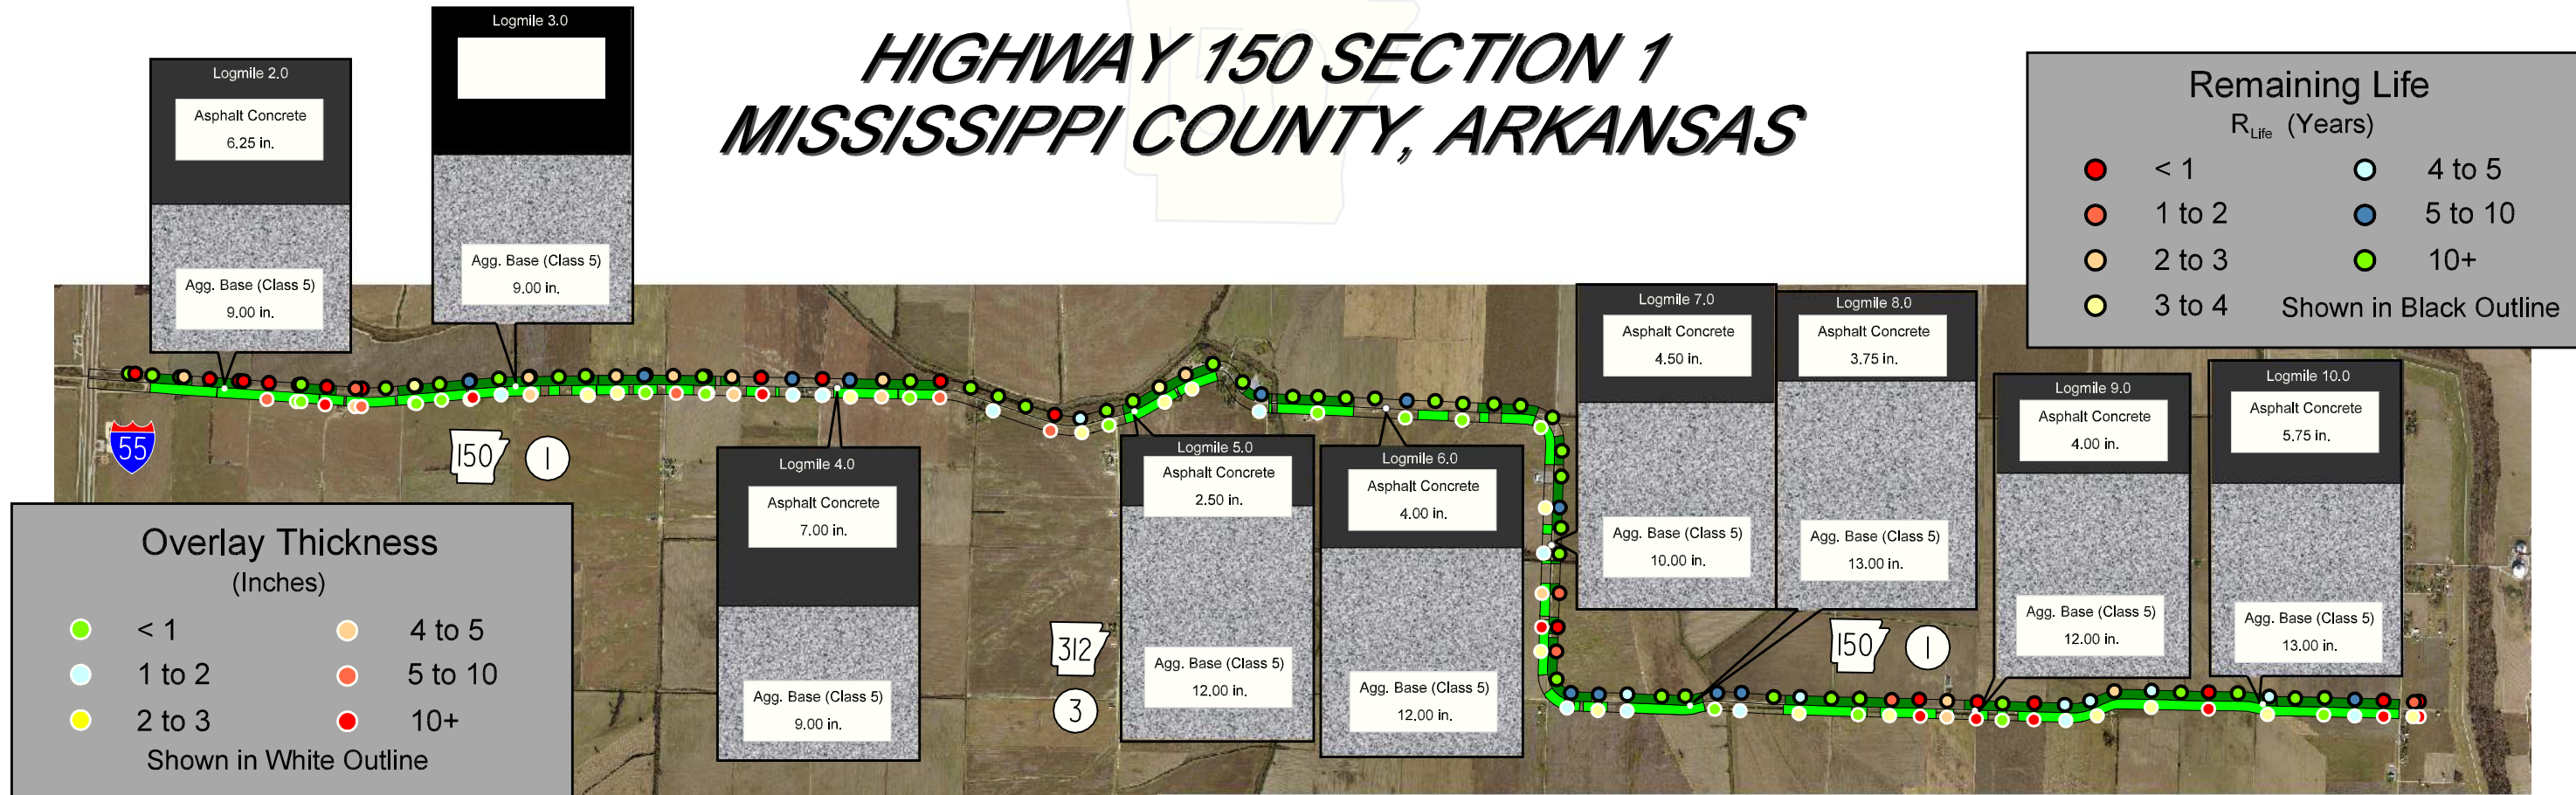 HIGHWAY 150 SECTION 1
MISSISSIPPI COUNTY, ARKANSAS
Logmile 2.0
Asphalt Concrete
6.25 in.
Agg. Base (Class 5)
9.00 in.
Logmile 3.0
Agg. Base (Class 5)
9.00 in.
Remaining Life
RLife (Years)
< 1
1 to 2
2 to 3
3 to 4
4 to 5
5 to 10
10+
Shown in Black Outline
55
150
1
Logmile 4.0
Asphalt Concrete
7.00 in.
Agg. Base (Class 5)
9.00 in.
312
3
Logmile 5.0
Asphalt Concrete
2.50 in.
Agg. Base (Class 5)
12.00 in.
Logmile 6.0
Asphalt Concrete
4.00 in.
Agg. Base (Class 5)
12.00 in.
Logmile 7.0
Asphalt Concrete
4.50 in.
Agg. Base (Class 5)
10.00 in.
Logmile 8.0
Asphalt Concrete
3.75 in.
Agg. Base (Class 5)
13.00 in.
150
1
Logmile 9.0
Asphalt Concrete
4.00 in.
Agg. Base (Class 5)
12.00 in.
Logmile 10.0
Asphalt Concrete
5.75 in.
Agg. Base (Class 5)
13.00 in.
Overlay Thickness
(Inches)
< 1
1 to 2
2 to 3
4 to 5
5 to 10
10+
Shown in White Outline